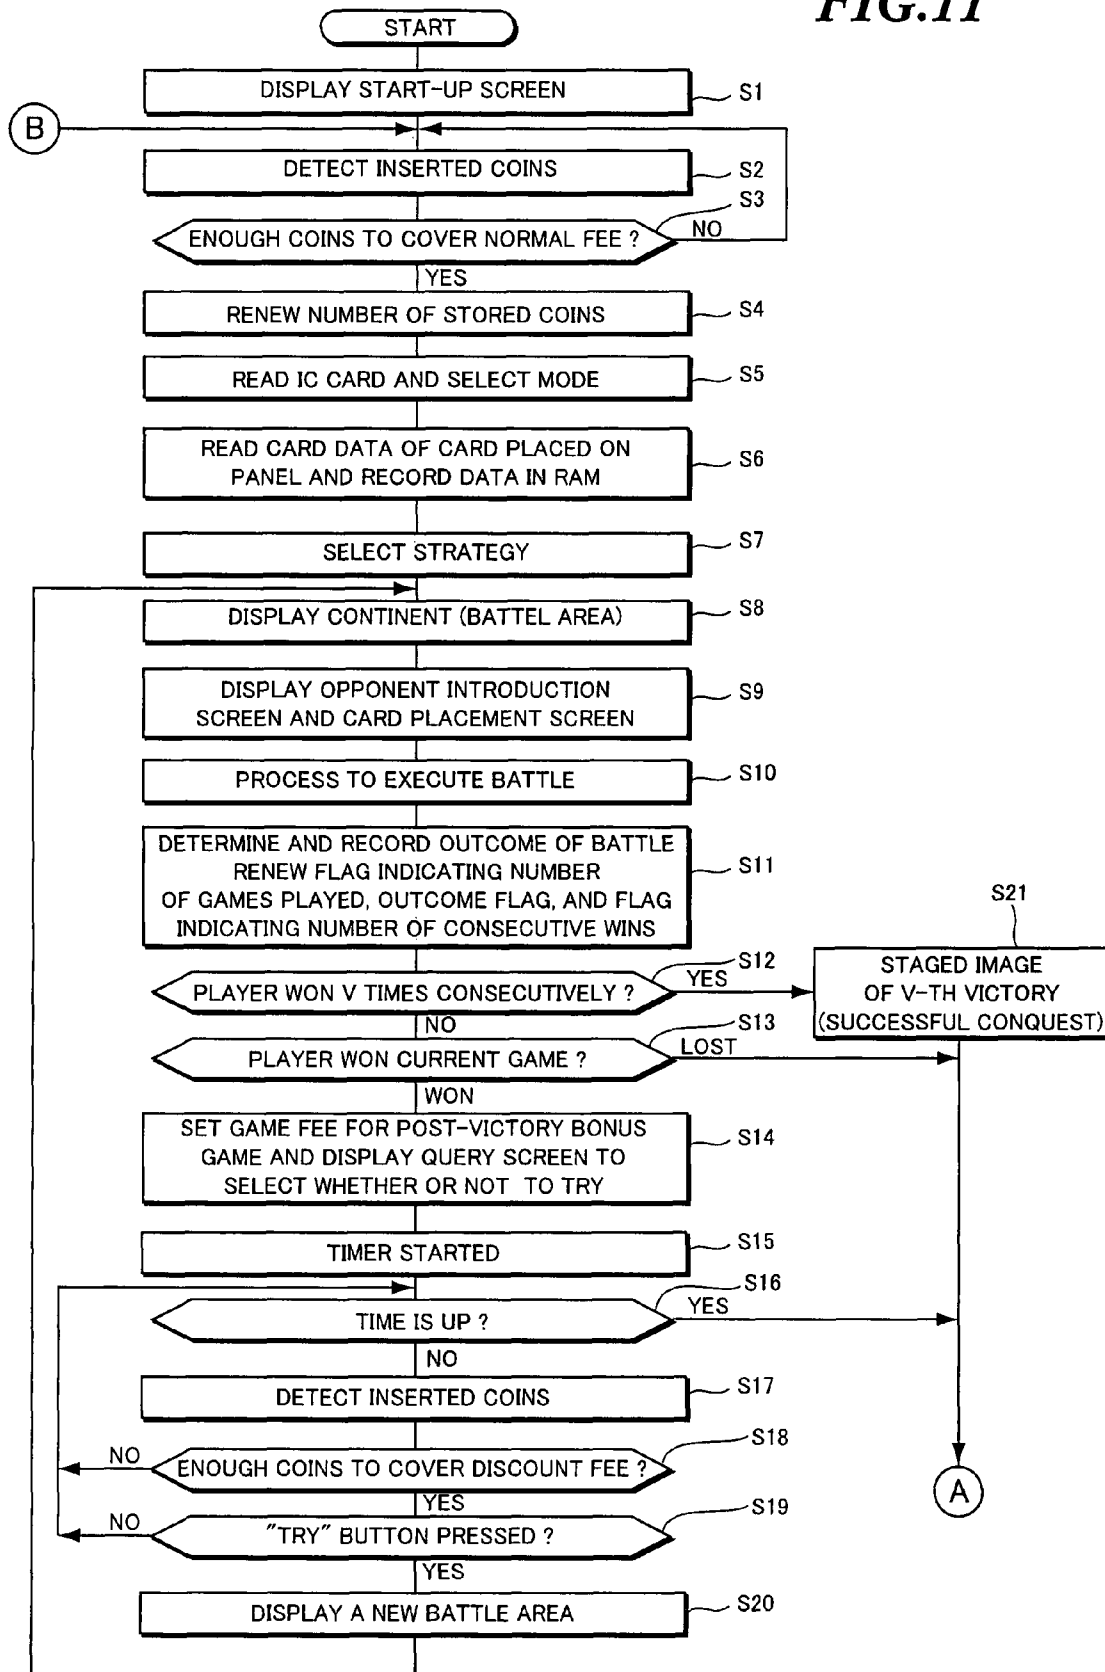 FIG.11
START
DISPLAY START-UP SCREEN
S1
B
DETECT INSERTED COINS
S2
S3
ENOUGH COINS TO COVER NORMAL FEE ?
NO
YES
RENEW NUMBER OF STORED COINS
S4
READ IC CARD AND SELECT MODE
S5
READ CARD DATA OF CARD PLACED ON
PANEL AND RECORD DATA IN RAM
S6
SELECT STRATEGY
S7
DISPLAY CONTINENT (BATTEL AREA)
S8
DISPLAY OPPONENT INTRODUCTION
SCREEN AND CARD PLACEMENT SCREEN
S9
PROCESS TO EXECUTE BATTLE
S10
DETERMINE AND RECORD OUTCOME OF BATTLE
RENEW FLAG INDICATING NUMBER
OF GAMES PLAYED, OUTCOME FLAG, AND FLAG
INDICATING NUMBER OF CONSECUTIVE WINS
S11
S21
STAGED IMAGE
OF V-TH VICTORY
(SUCCESSFUL CONQUEST)
S12
PLAYER WON V TIMES CONSECUTIVELY ?
YES
NO
S13
PLAYER WON CURRENT GAME ?
LOST
WON
SET GAME FEE FOR POST-VICTORY BONUS
GAME AND DISPLAY QUERY SCREEN TO
SELECT WHETHER OR NOT TO TRY
S14
TIMER STARTED
S15
S16
TIME IS UP ?
YES
NO
DETECT INSERTED COINS
S17
S18
NO
ENOUGH COINS TO COVER DISCOUNT FEE ?
YES
A
S19
NO
"TRY" BUTTON PRESSED ?
YES
DISPLAY A NEW BATTLE AREA
S20